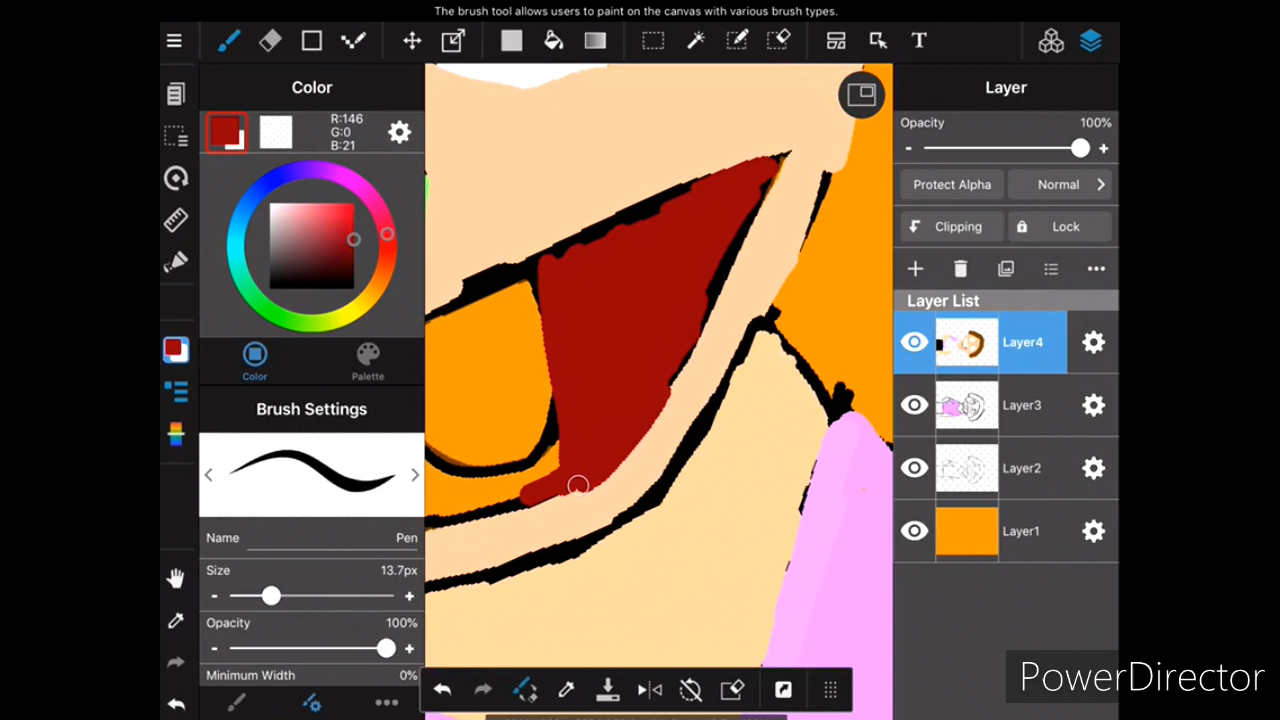 The brush tool allows users to paint on the canvas with various brush types.
T
Color
Layer
R:146
G:0
B:21
Opacity 100%
- +
Protect Alpha Normal
Clipping Lock
Layer List
Layer4
Layer3
Layer2
Layer1
Color Palette
Brush Settings
Name Pen
Size 13.7px
- +
Opacity 100%
- +
Minimum Width 0%
PowerDirector